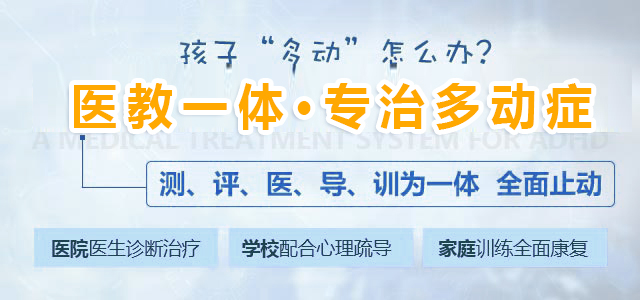 孩子“多动”怎么办?
医教一体·专治多动症
A MEDICAL TREATMENT SYSTEM FOR ADHD
测、评、医、导、训为一体 全面止动
医院医生诊断治疗 学校配合心理疏导 家庭训练全面康复